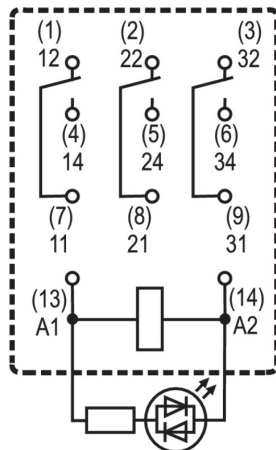 (1) (2) (3)
12 22 32
(4) (5) (6)
14 24 34
(7) (8) (9)
11 21 31
(13) (14)
A1 A2